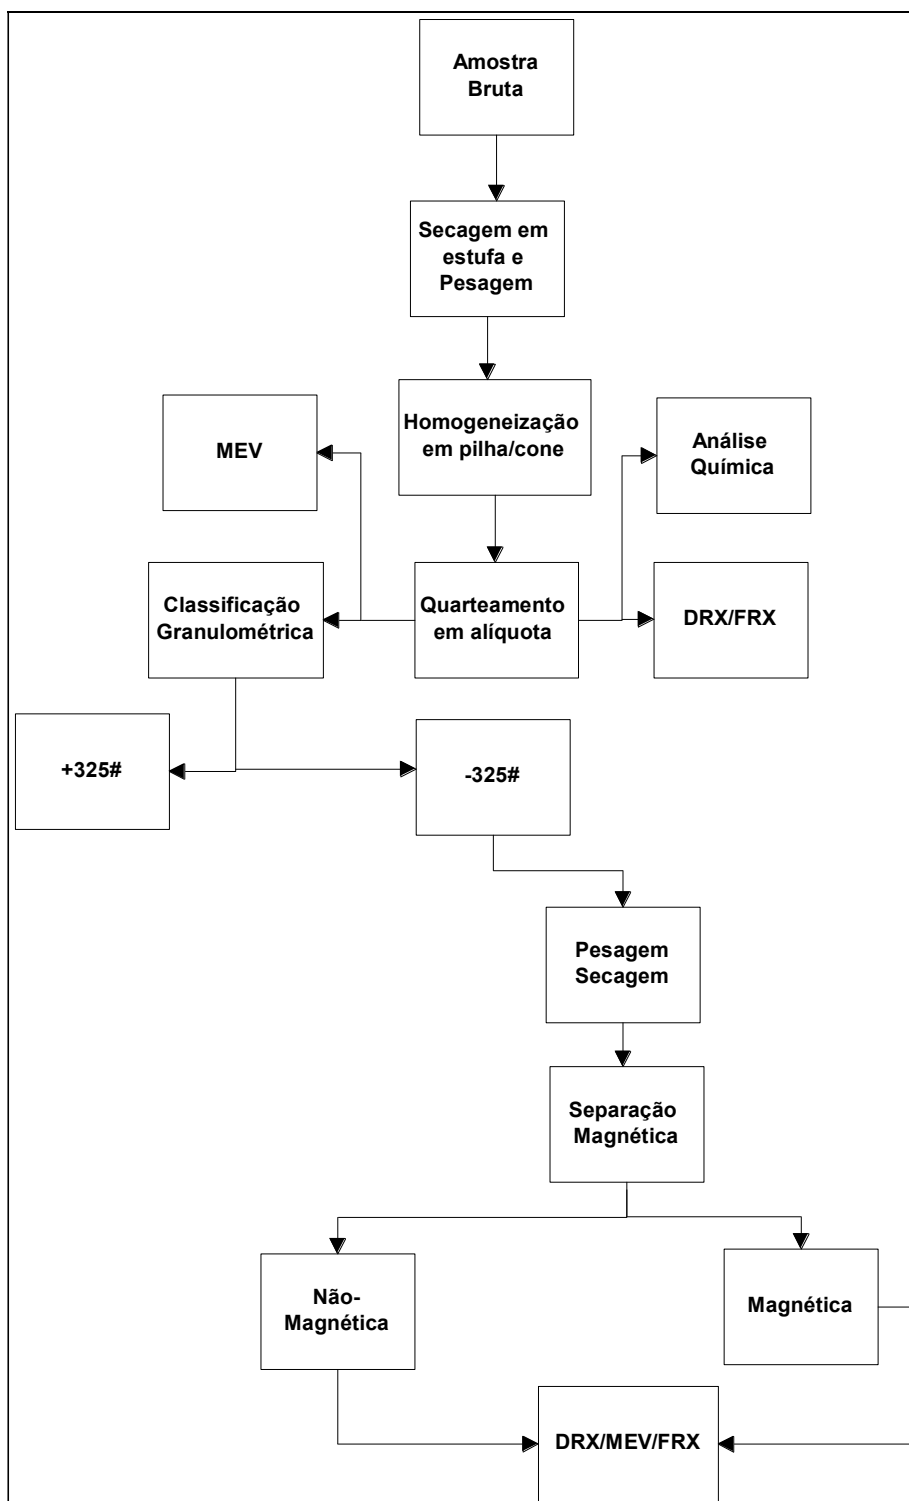 Amostra
Bruta
Secagem em
estufa e
Pesagem
Homogeneização
em pilha/cone
MEV
Análise
Química
Classificação
Granulométrica
Quarteamento
em alíquota
DRX/FRX
+325#
-325#
Pesagem
Secagem
Separação
Magnética
Não-
Magnética
Magnética
DRX/MEV/FRX